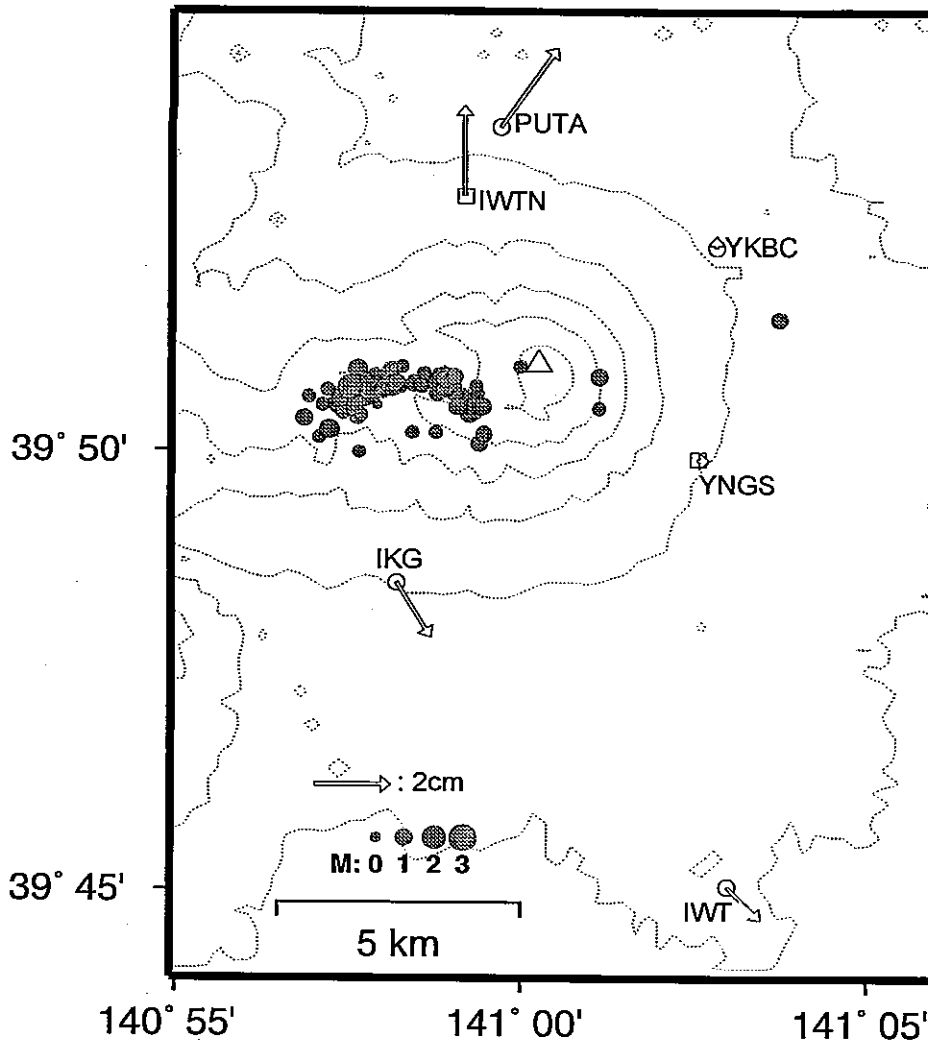 PUTA
IWTN
YKBC
39° 50'
YNGS
IKG
: 2cm
M: 0 1 2 3
39° 45'
IWT
5 km
140° 55' 141° 00' 141° 05'